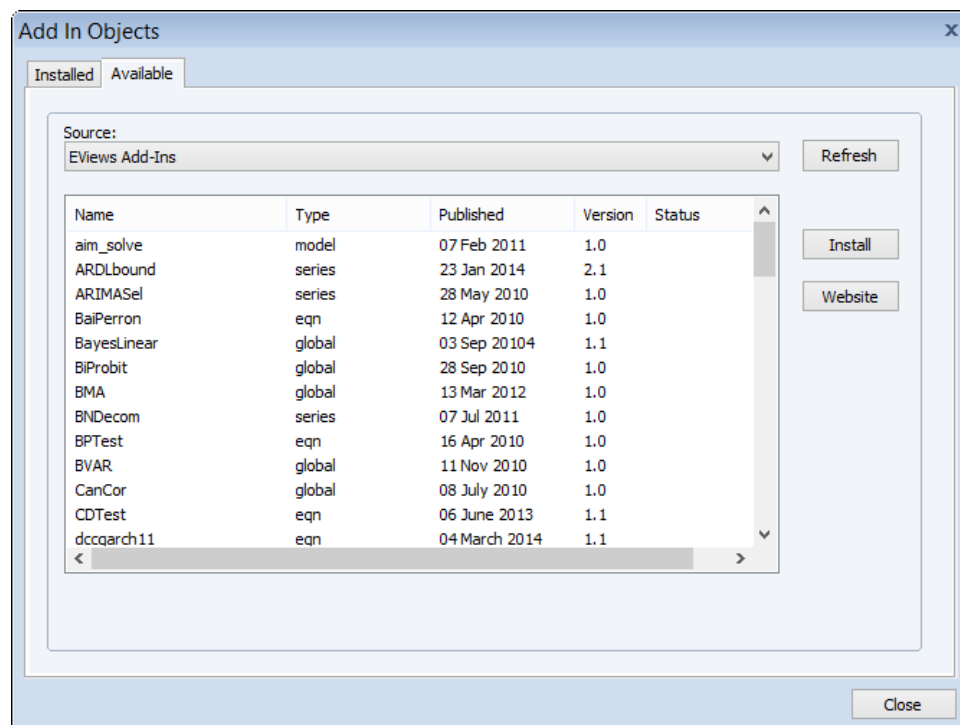 Add In Objects x
Installed Available
Source:
EViews Add-Ins Refresh
Name Type Published Version Status
aim_solve model 07 Feb 2011 1.0 Install
ARDLbound series 23 Jan 2014 2.1
ARIMASel series 28 May 2010 1.0 Website
BaiPerron eqn 12 Apr 2010 1.0
BayesLinear global 03 Sep 20104 1.1
BiProbit global 28 Sep 2010 1.0
BMA global 13 Mar 2012 1.0
BNDecom series 07 Jul 2011 1.0
BPTest eqn 16 Apr 2010 1.0
BVAR global 11 Nov 2010 1.0
CanCor global 08 July 2010 1.0
CDTest eqn 06 June 2013 1.1
dccgarch11 eqn 04 March 2014 1.1
Close